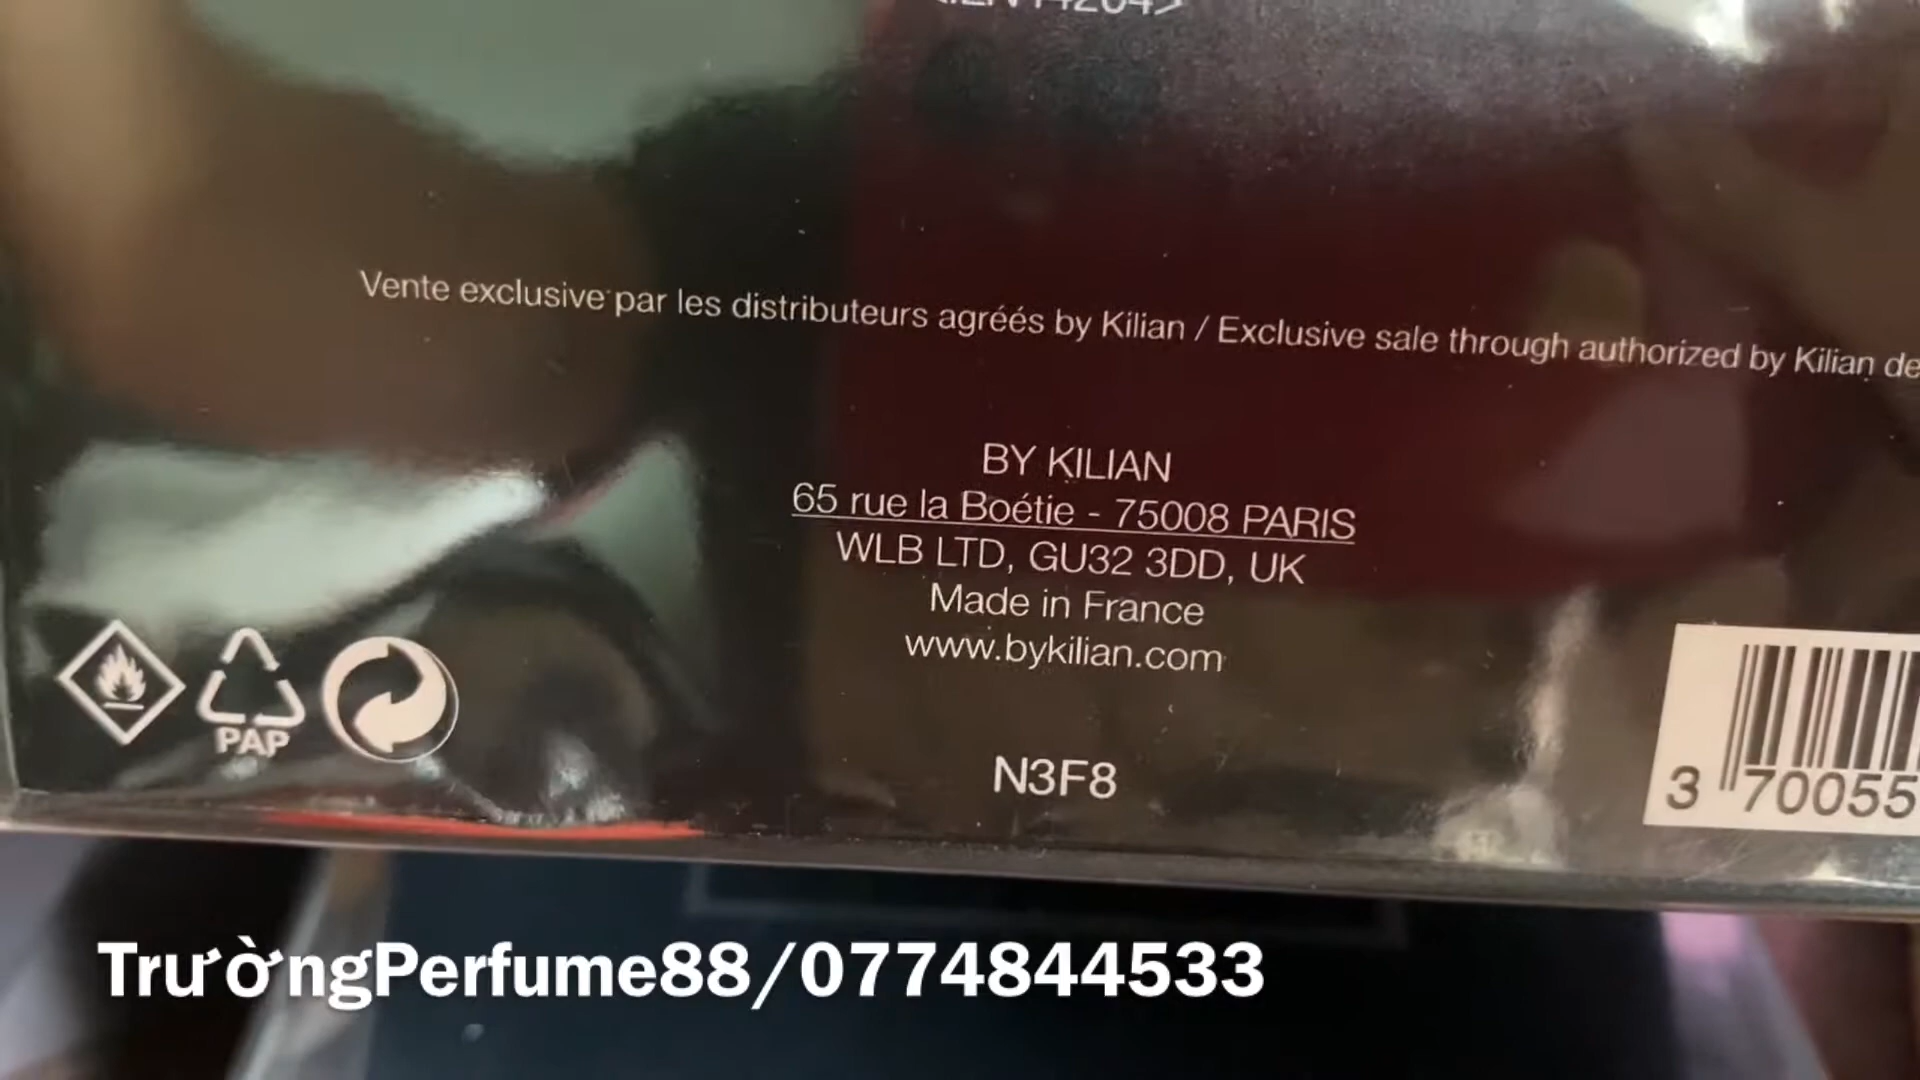 Vente exclusive par les distributeurs agréés by Kilian / Exclusive sale through authorized by Kilian de
BY KILIAN
65 rue la Boétie - 75008 PARIS
WLB LTD, GU32 3DD, UK
Made in France
www.bykilian.com
PAP
N3F8
3 70055
TrườngPerfume88/0774844533